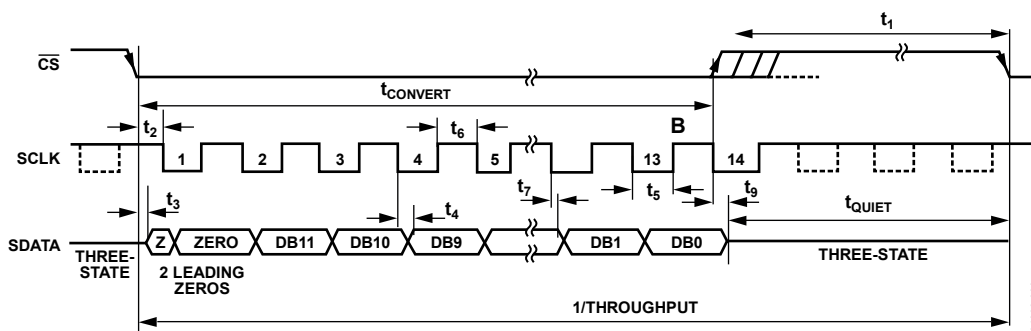 t1
CS
tCONVERT
t2
t6
B
SCLK
1 2 3 4 5 13 14
t3
t7
t4
t5
t9
tQUIET
SDATA
Z ZERO DB11 DB10 DB9 DB1 DB0
THREE-
STATE
THREE-STATE
2 LEADING
ZEROS
1/THROUGHPUT